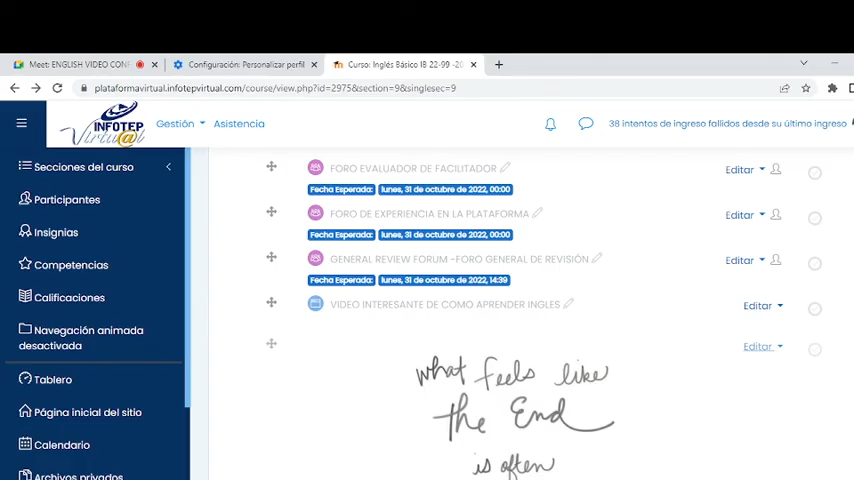 Meet: ENGLISH VIDEO CONF
Configuración: Personalizar perfil
Curso: Inglés Básico IB 22-99 -20
plataformavirtual.infotepvirtual.com/course/view.php?id=2975&section=9&singlesec=9
INFOTEP
Virtu@l
Gestión
Asistencia
38 intentos de ingreso fallidos desde su último ingreso
Secciones del curso
Participantes
Insignias
Competencias
Calificaciones
Navegación animada
desactivada
Tablero
Página inicial del sitio
Calendario
Archivos privados
FORO EVALUADOR DE FACILITADOR
Editar
Fecha Esperada: lunes, 31 de octubre de 2022, 00:00
FORO DE EXPERIENCIA EN LA PLATAFORMA
Editar
Fecha Esperada: lunes, 31 de octubre de 2022, 00:00
GENERAL REVIEW FORUM -FORO GENERAL DE REVISIÓN
Editar
Fecha Esperada: lunes, 31 de octubre de 2022, 14:39
VIDEO INTERESANTE DE COMO APRENDER INGLES
Editar
Editar
what feels like
the End
is often